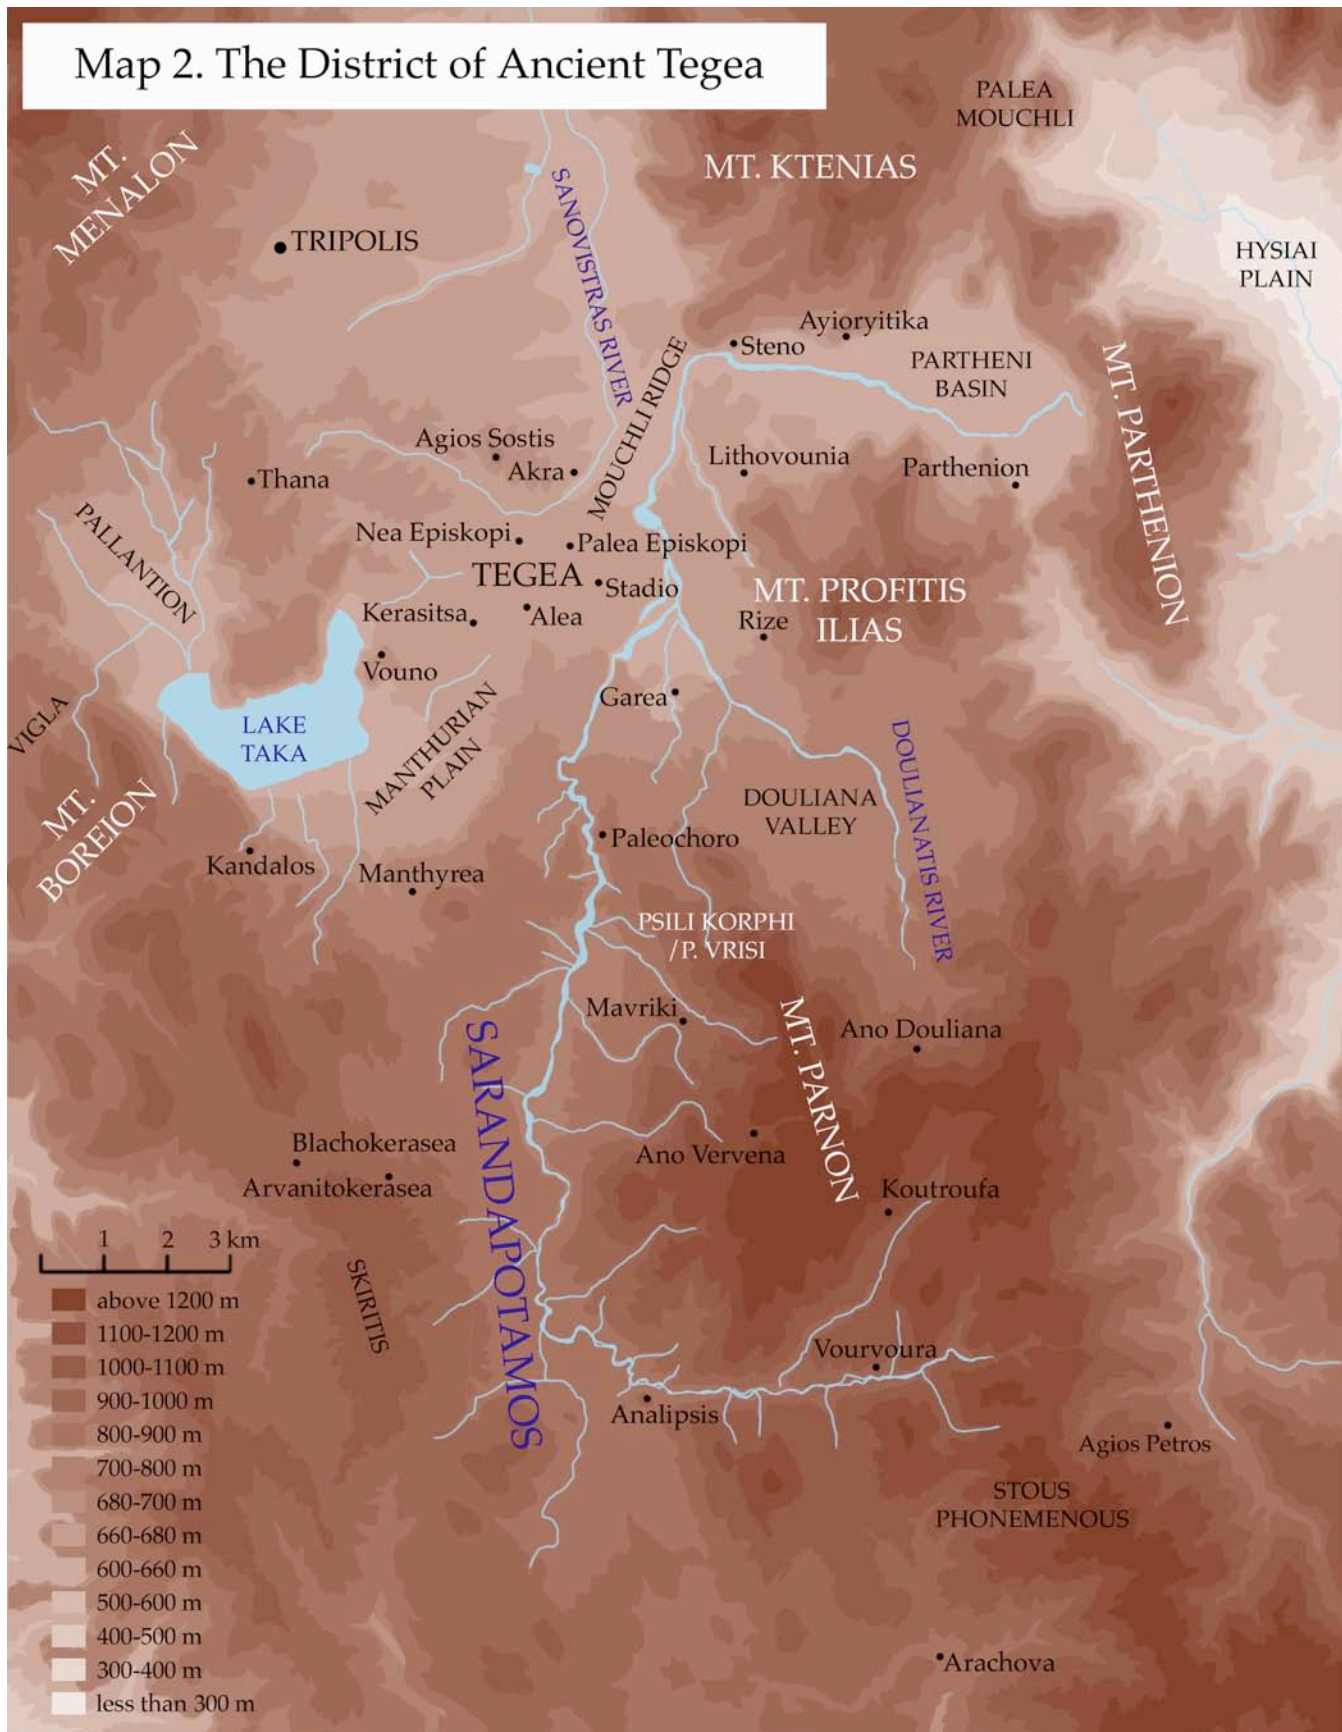 Map 2. The District of Ancient Tegea
PALEA
MOUCHLI
MT.
MENALON
MT. KTENIAS
SANOVISTRAS RIVER
TRIPOLIS
HYSIAI
PLAIN
Ayioryitika
Steno
PARTHENI
BASIN
MT. PARTHENION
MOUCHLI RIDGE
Agios Sostis
Akra
Lithovounia
Parthenion
Thana
PALLANTION
Nea Episkopi
Palea Episkopi
TEGEA
Stadio
MT. PROFITIS
ILIAS
Kerasitsa
Alea
Rize
Vouno
Garea
VIGLA
LAKE
TAKA
MANTHURIAN
PLAIN
DOULIANATIS RIVER
MT.
BOREION
DOULIANA
VALLEY
Paleochoro
Kandalos
Manthyrea
PSILI KORPHI
/P. VRISI
Mavriki
MT. PARNON
Ano Douliana
SARANDAPOTAMOS
Blachokerasea
Ano Vervena
Arvanitokerasea
Koutroufa
1 2 3 km
SKIRITIS
above 1200 m
1100-1200 m
1000-1100 m
900-1000 m
800-900 m
700-800 m
680-700 m
660-680 m
600-660 m
500-600 m
400-500 m
300-400 m
less than 300 m
Vourvoura
Analipsis
Agios Petros
STOUS
PHONEMENOUS
Arachova